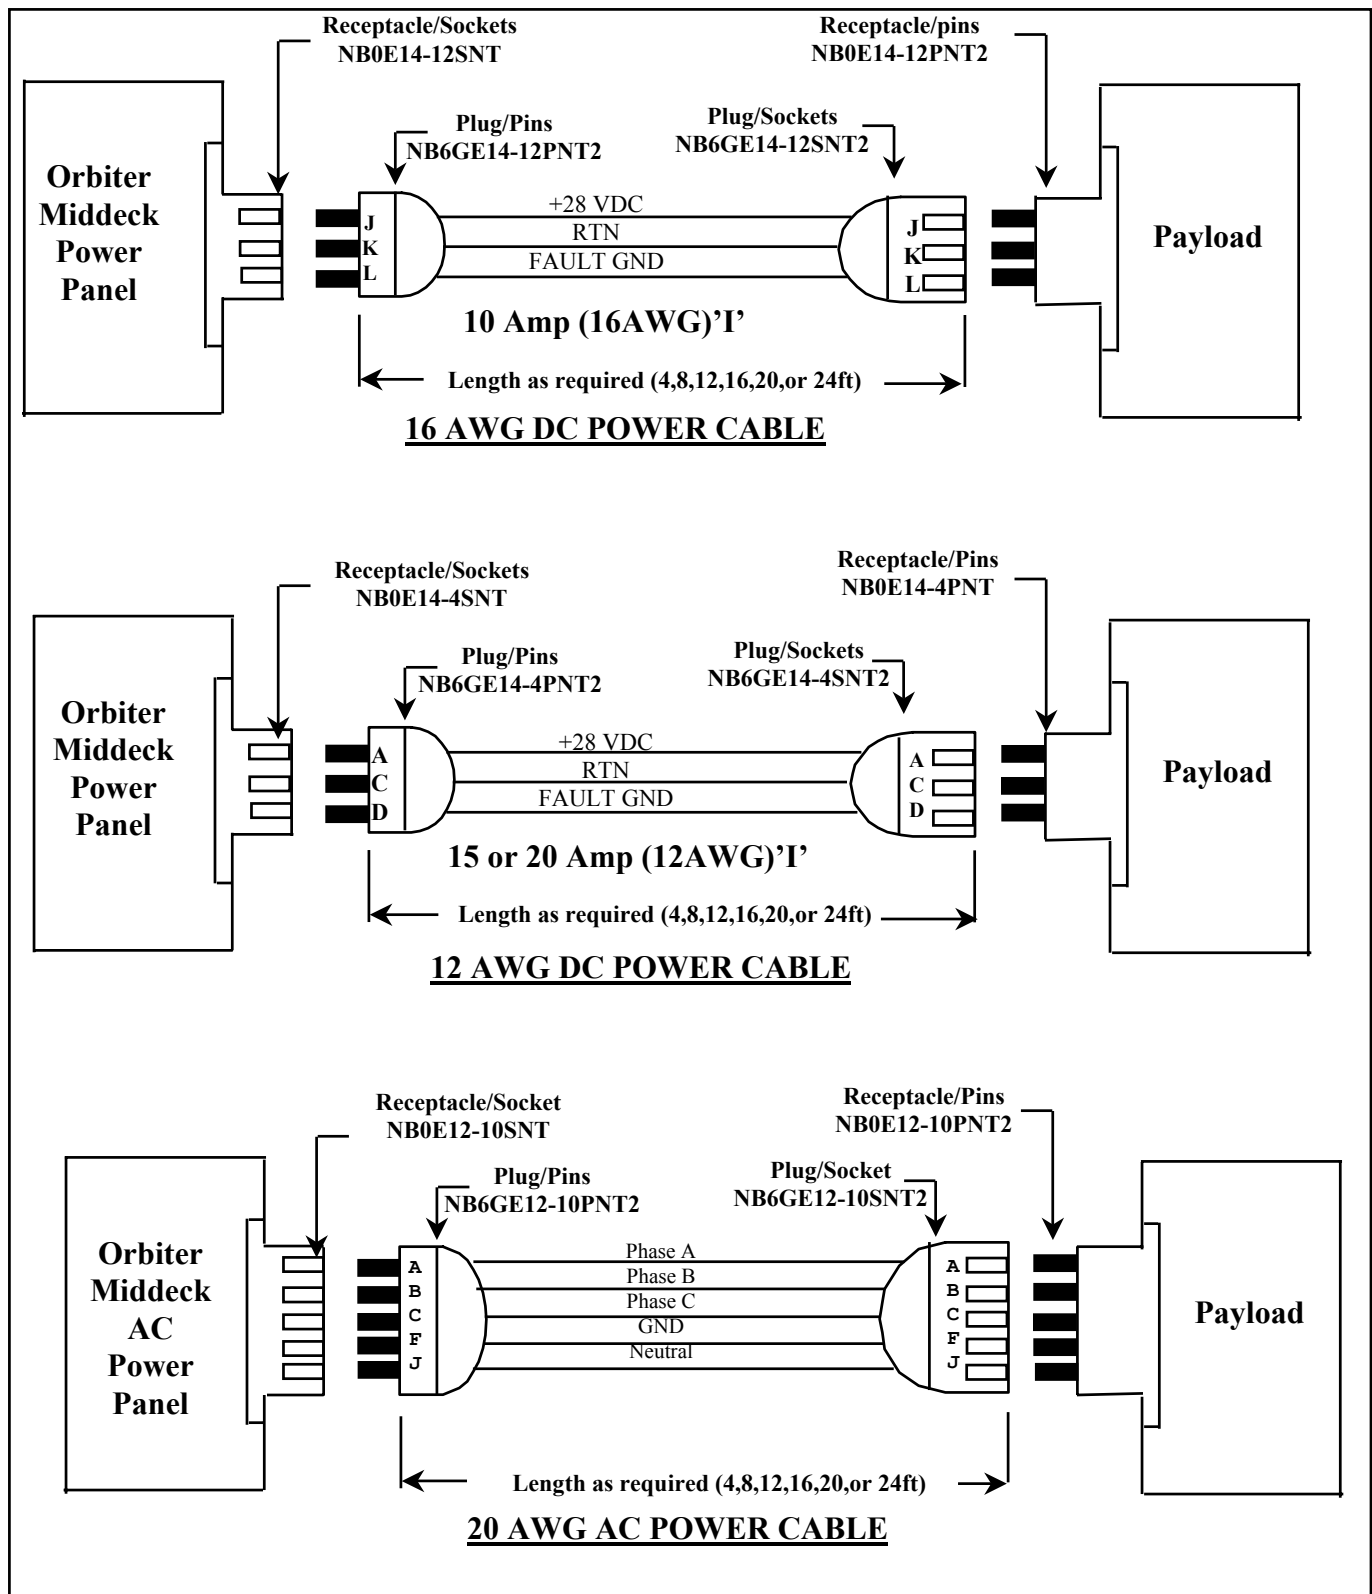 Receptacle/Sockets
NB0E14-12SNT
Receptacle/pins
NB0E14-12PNT2
Plug/Pins
NB6GE14-12PNT2
Plug/Sockets
NB6GE14-12SNT2
Orbiter
Middeck
Power
Panel
J
K
L
+28 VDC
RTN
FAULT GND
J
K
L
Payload
10 Amp (16AWG)’I’
Length as required (4,8,12,16,20,or 24ft)
16 AWG DC POWER CABLE
Receptacle/Sockets
NB0E14-4SNT
Receptacle/Pins
NB0E14-4PNT
Plug/Pins
NB6GE14-4PNT2
Plug/Sockets
NB6GE14-4SNT2
Orbiter
Middeck
Power
Panel
A
C
D
+28 VDC
RTN
FAULT GND
A
C
D
Payload
15 or 20 Amp (12AWG)’I’
Length as required (4,8,12,16,20,or 24ft)
12 AWG DC POWER CABLE
Receptacle/Socket
NB0E12-10SNT
Receptacle/Pins
NB0E12-10PNT2
Plug/Pins
NB6GE12-10PNT2
Plug/Socket
NB6GE12-10SNT2
Orbiter
Middeck
AC
Power
Panel
A
B
C
F
J
Phase A
Phase B
Phase C
GND
Neutral
A
B
C
F
J
Payload
Length as required (4,8,12,16,20,or 24ft)
20 AWG AC POWER CABLE